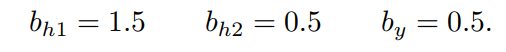 b_{h1} = 1.5 b_{h2} = 0.5 b_y = 0.5.